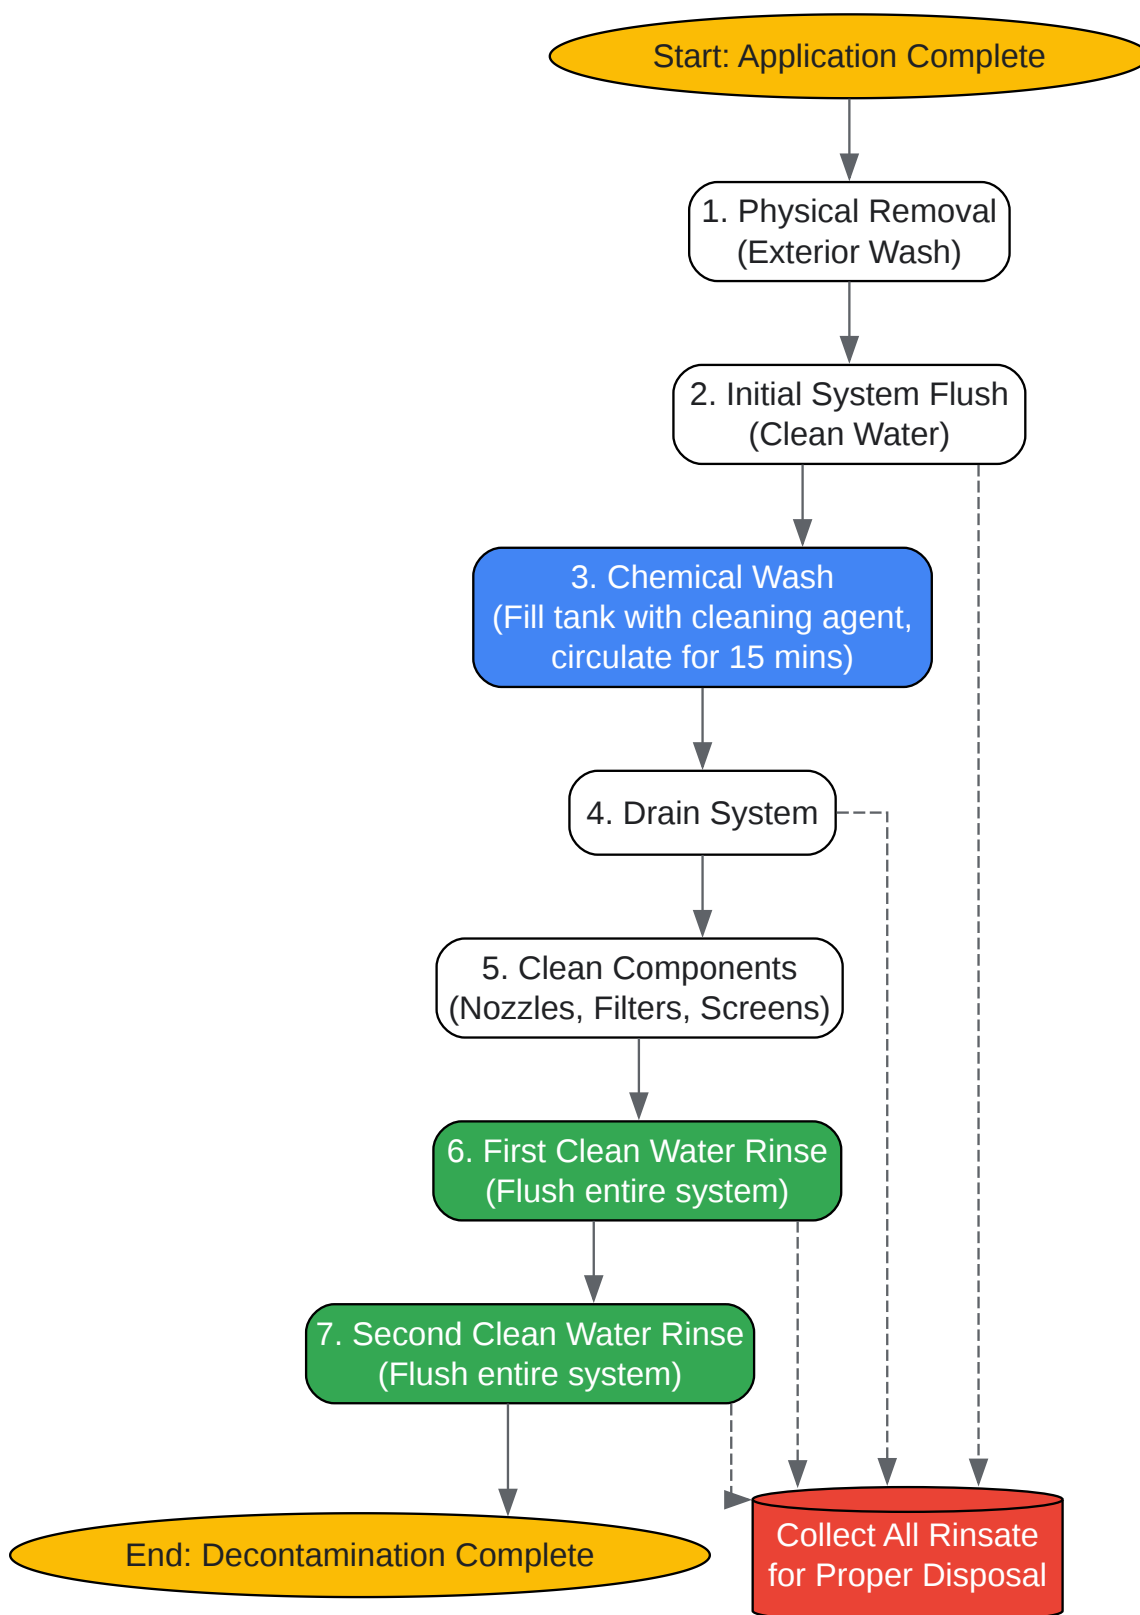 Start: Application Complete
1. Physical Removal
(Exterior Wash)
2. Initial System Flush
(Clean Water)
3. Chemical Wash
(Fill tank with cleaning agent,
circulate for 15 mins)
4. Drain System
5. Clean Components
(Nozzles, Filters, Screens)
6. First Clean Water Rinse
(Flush entire system)
7. Second Clean Water Rinse
(Flush entire system)
End: Decontamination Complete
Collect All Rinsate
for Proper Disposal